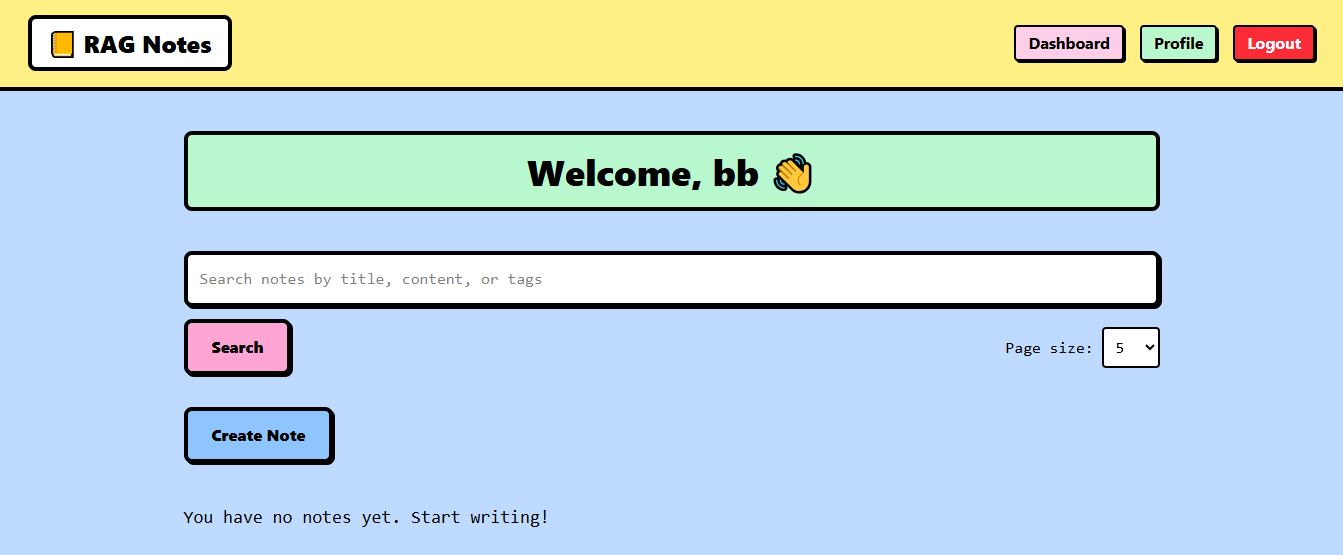 📒 RAG Notes
Dashboard
Profile
Logout
Welcome, bb 👋
Search notes by title, content, or tags
Search
Page size: 5
Create Note
You have no notes yet. Start writing!